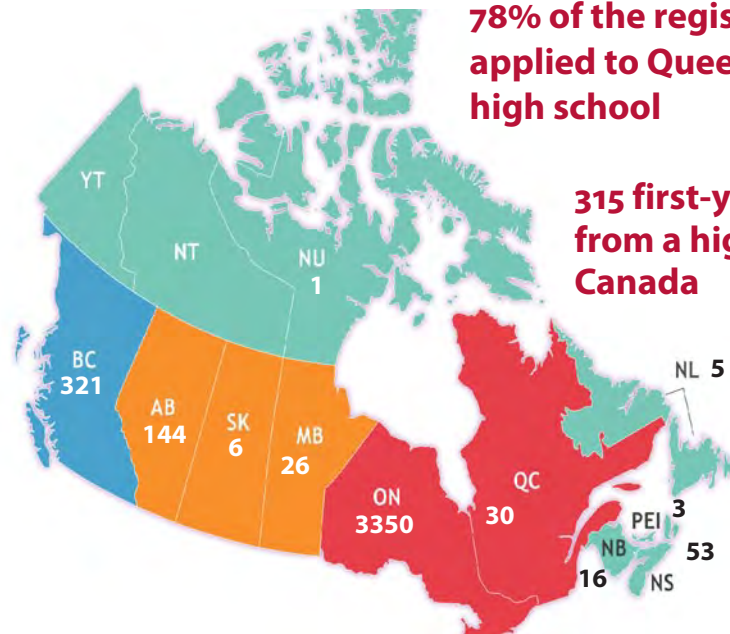 78% of the regis
applied to Quee
high school
315 first-y
from a hig
Canada
YT
NT
NU
1
BC
321
AB
144
SK
6
MB
26
ON
3350
QC
30
NL 5
PEI 3
NB
16
53
NS